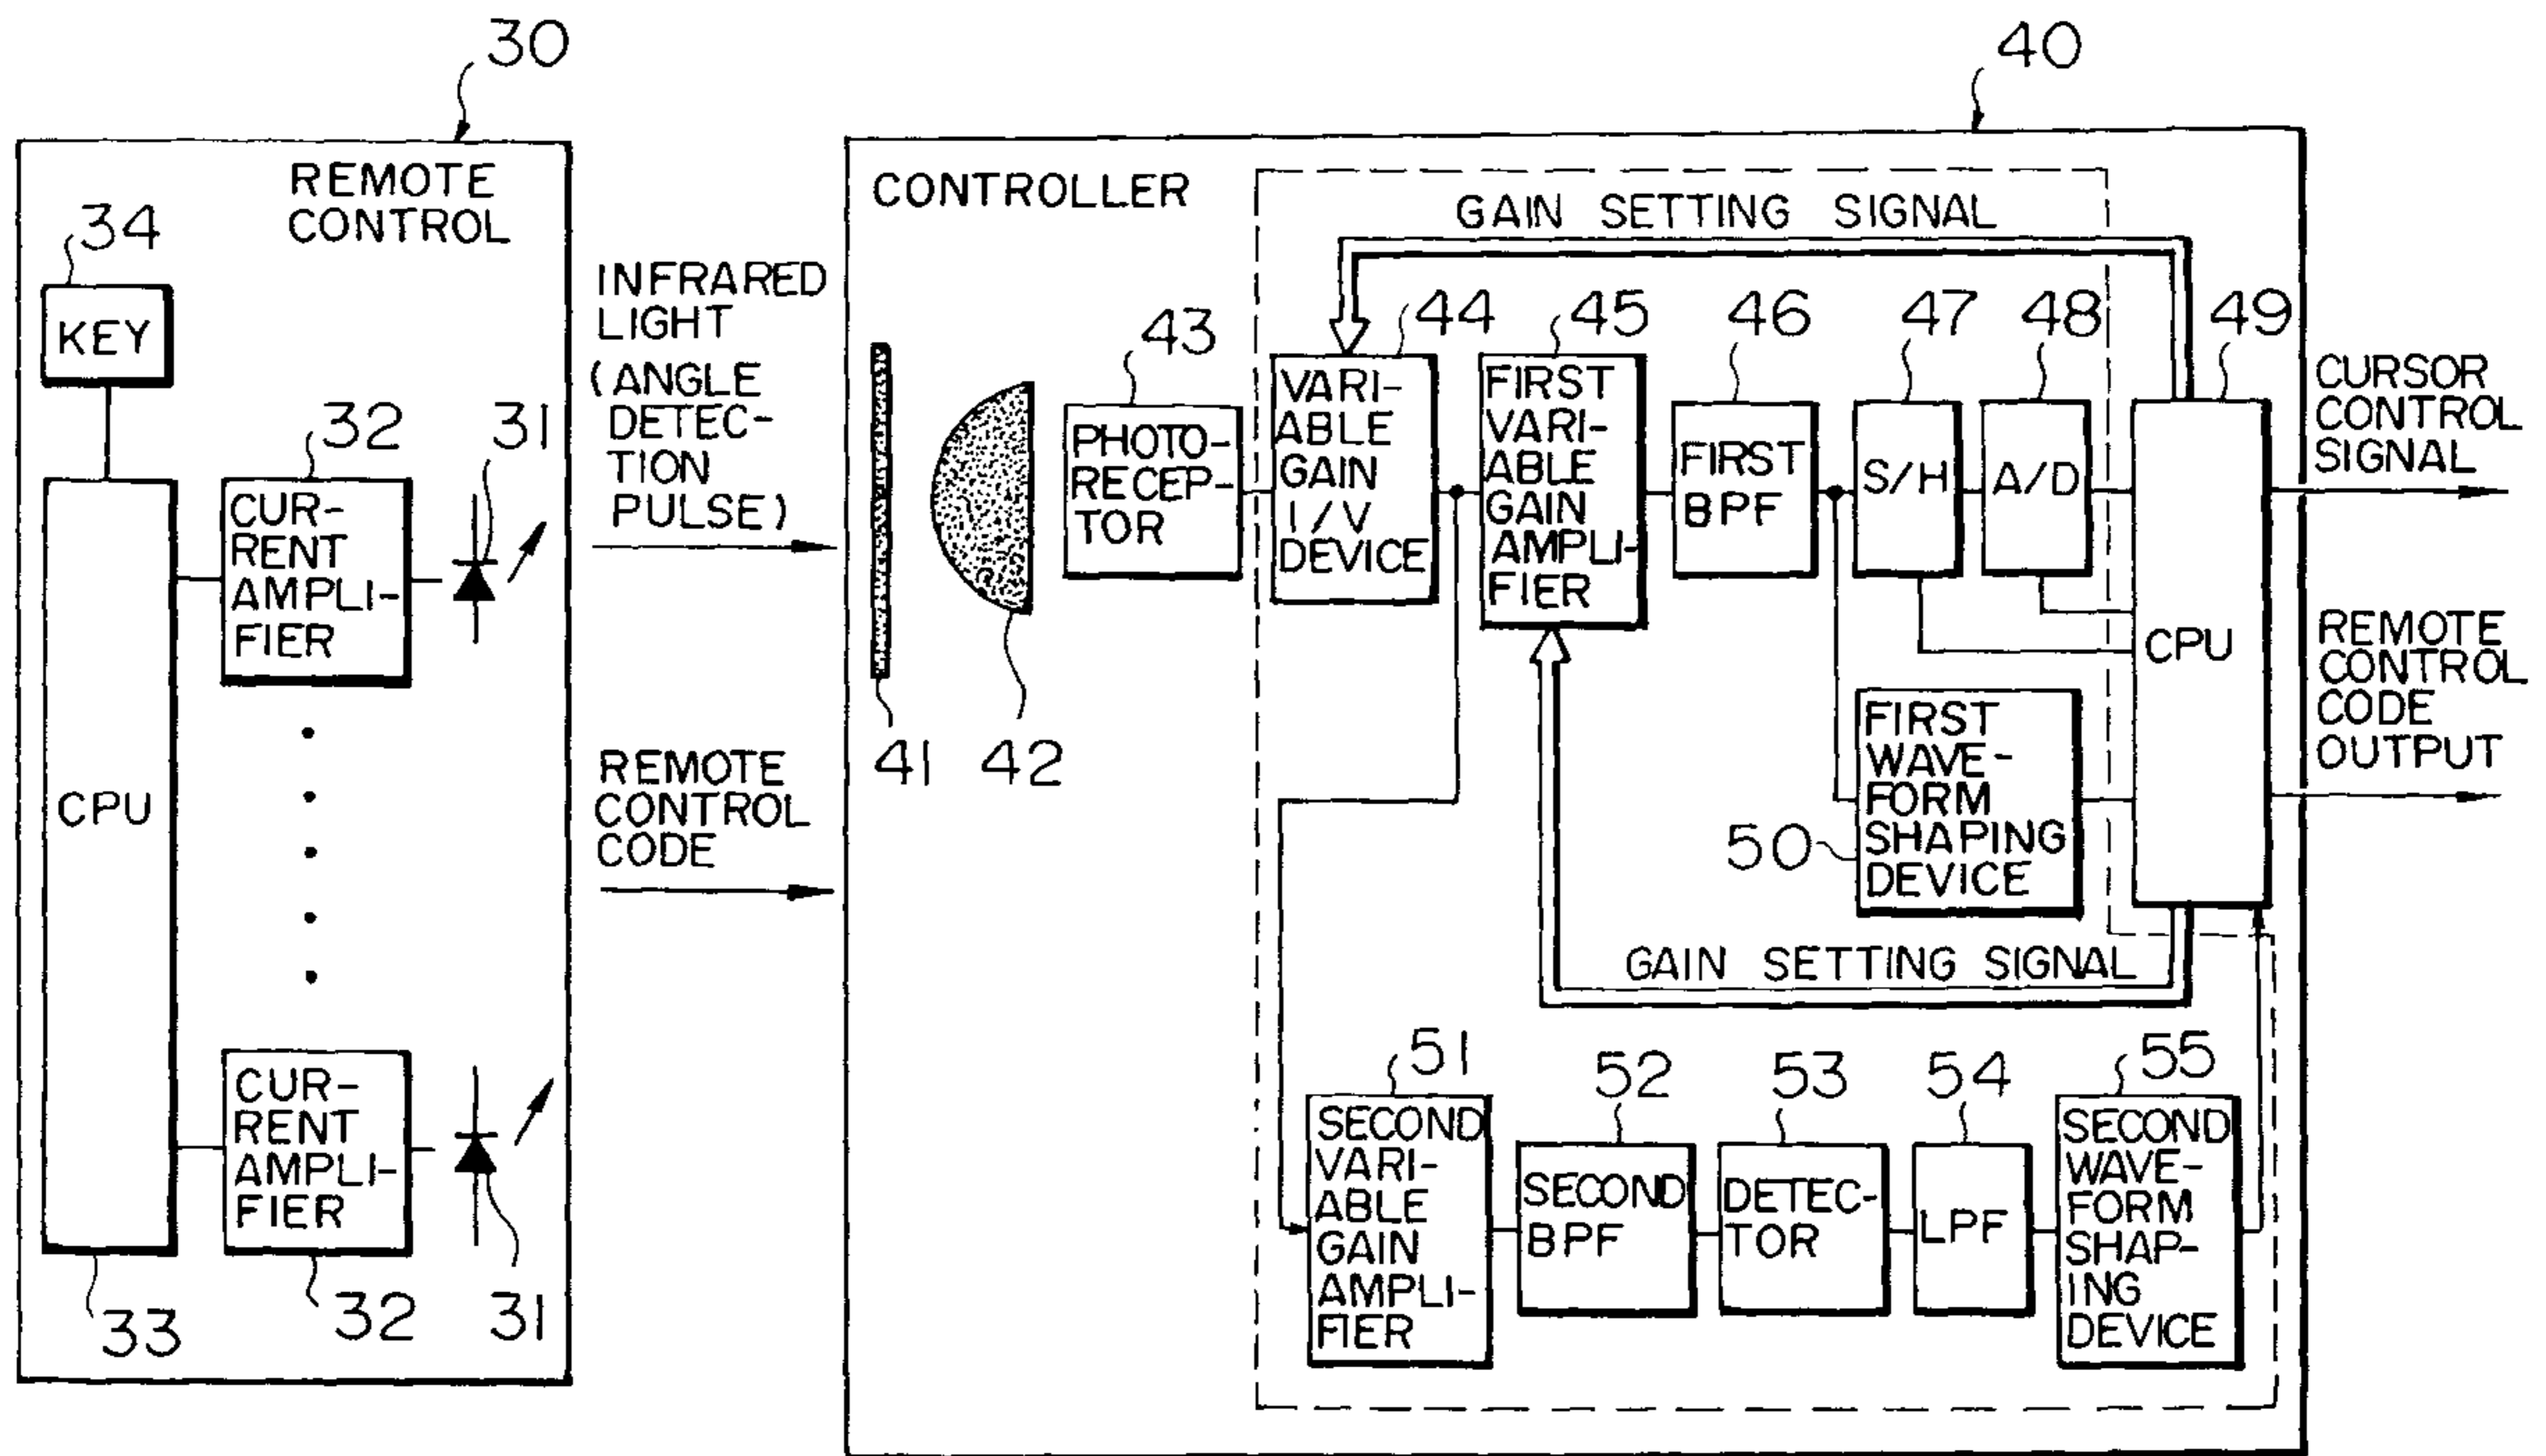 30
REMOTE
CONTROL
34
KEY
CPU
33
32
CUR-
RENT
AMPLI-
FIER
31
CUR-
RENT
AMPLI-
FIER
32
31
INFRARED
LIGHT
(ANGLE
DETEC-
TION
PULSE)
REMOTE
CONTROL
CODE
40
CONTROLLER
41
42
43
PHOTO-
RECEP-
TOR
GAIN SETTING SIGNAL
44
VARI-
ABLE
GAIN
I/V
DEVICE
45
FIRST
VARI-
ABLE
GAIN
AMPLI-
FIER
46
FIRST
BPF
47
S/H
48
A/D
49
CPU
50
FIRST
WAVE-
FORM
SHAPING
DEVICE
GAIN SETTING SIGNAL
51
SECOND
VARI-
ABLE
GAIN
AMPLI-
FIER
52
SECOND
BPF
53
DETEC-
TOR
54
LPF
55
SECOND
WAVE-
FORM
SHAP-
ING
DEVICE
CURSOR
CONTROL
SIGNAL
REMOTE
CONTROL
CODE
OUTPUT